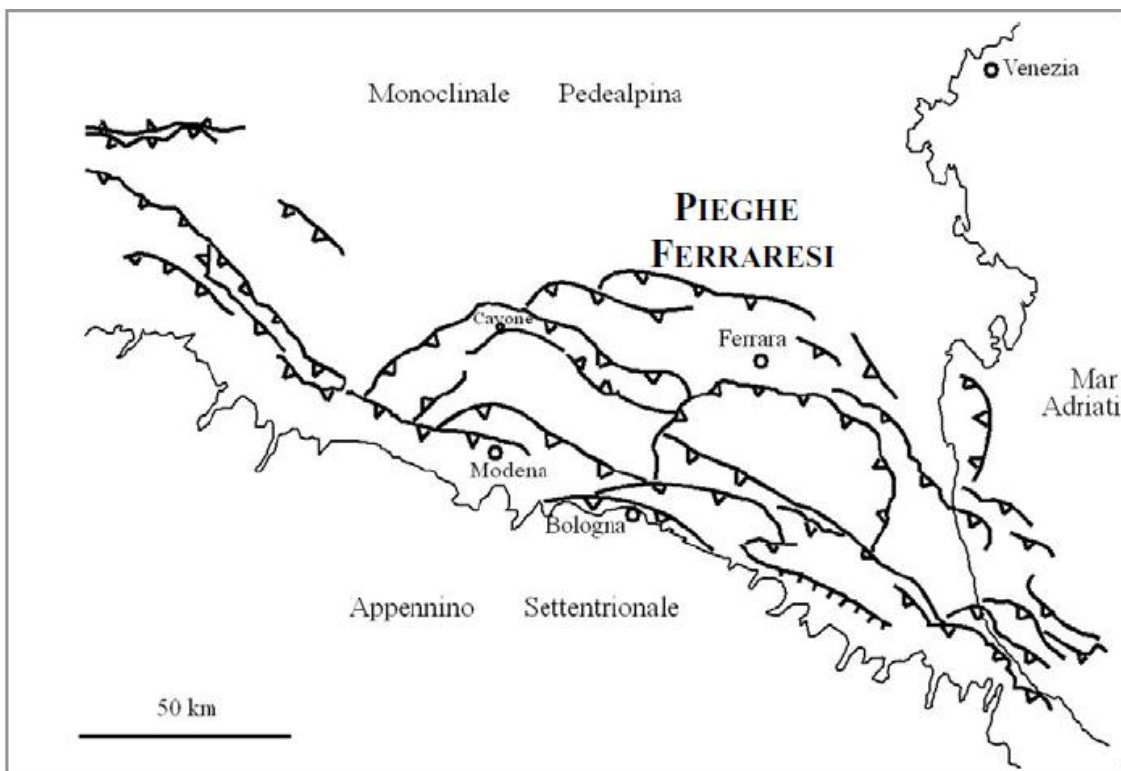 Venezia
Monoclinale Pedealpina
PIEGHE
FERRARESI
Cavone
Ferrara
Mar
Adriati
Modena
Bologna
Appennino Settentrionale
50 km